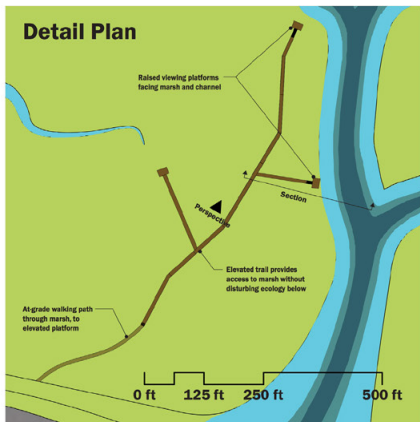 Detail Plan
Raised viewing platforms
facing marsh and channel
Perspective
Section
Elevated trail provides
access to marsh without
disturbing ecology below
At-grade walking path
through marsh, to
elevated platform
0 ft 125 ft 250 ft 500 ft